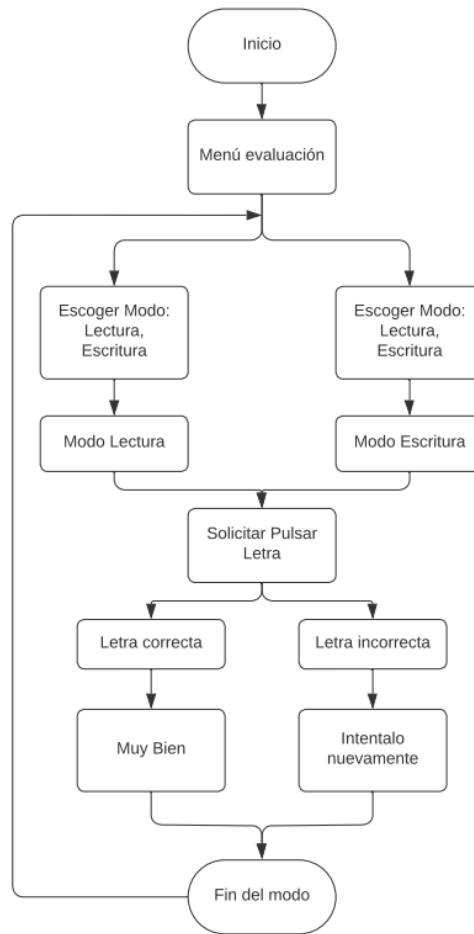 Inicio
Menú evaluación
Escoger Modo:
Lectura,
Escritura
Escoger Modo:
Lectura,
Escritura
Modo Lectura
Modo Escritura
Solicitar Pulsar
Letra
Letra correcta
Letra incorrecta
Muy Bien
Intentalo
nuevamente
Fin del modo